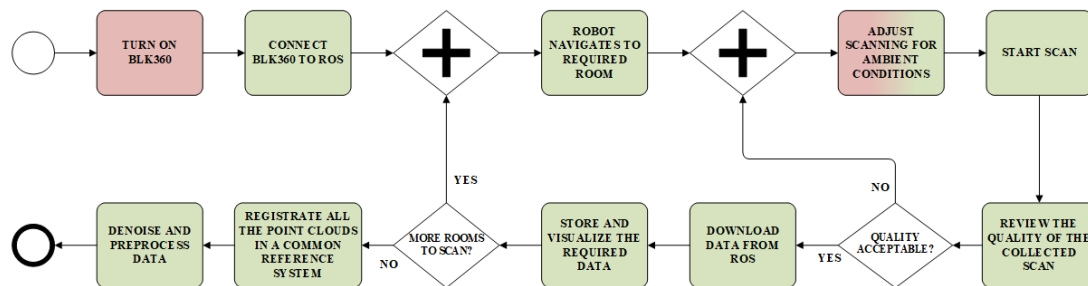 TURN ON
BLK360
CONNECT
BLK360 TO ROS
ROBOT
NAVIGATES TO
REQUIRED
ROOM
ADJUST
SCANNING FOR
AMBIENT
CONDITIONS
START SCAN
YES
NO
DENOISE AND
PREPROCESS
DATA
REGISTRATE ALL
THE POINT CLOUDS
IN A COMMON
REFERENCE
SYSTEM
NO
MORE ROOMS
TO SCAN?
STORE AND
VISUALIZE THE
REQUIRED
DATA
DOWNLOAD
DATA FROM
ROS
YES
QUALITY
ACCEPTABLE?
REVIEW THE
QUALITY OF THE
COLLECTED
SCAN